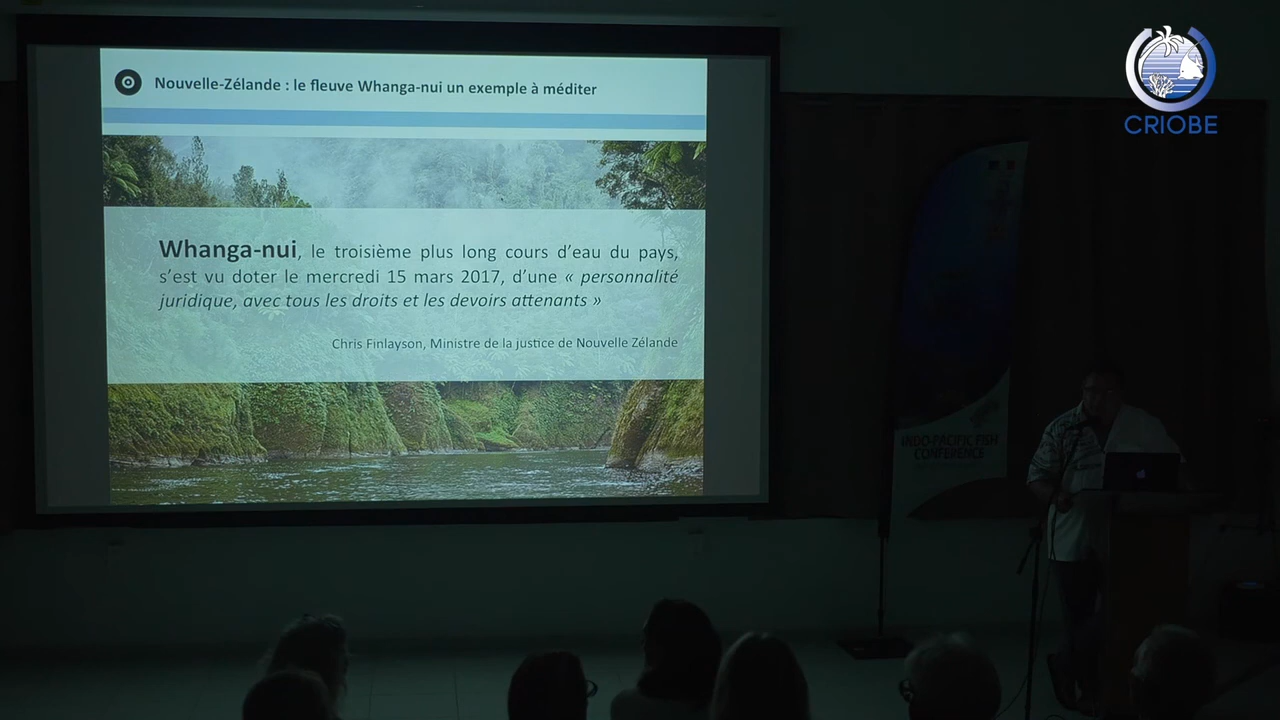 CRIOBE
Nouvelle-Zélande : le fleuve Whanga-nui un exemple à méditer
Whanga-nui, le troisième plus long cours d'eau du pays,
s'est vu doter le mercredi 15 mars 2017, d'une « personnalité
juridique, avec tous les droits et les devoirs attenants »
Chris Finlayson, Ministre de la justice de Nouvelle Zélande
INDO-PACIFIC FISH
CONFERENCE